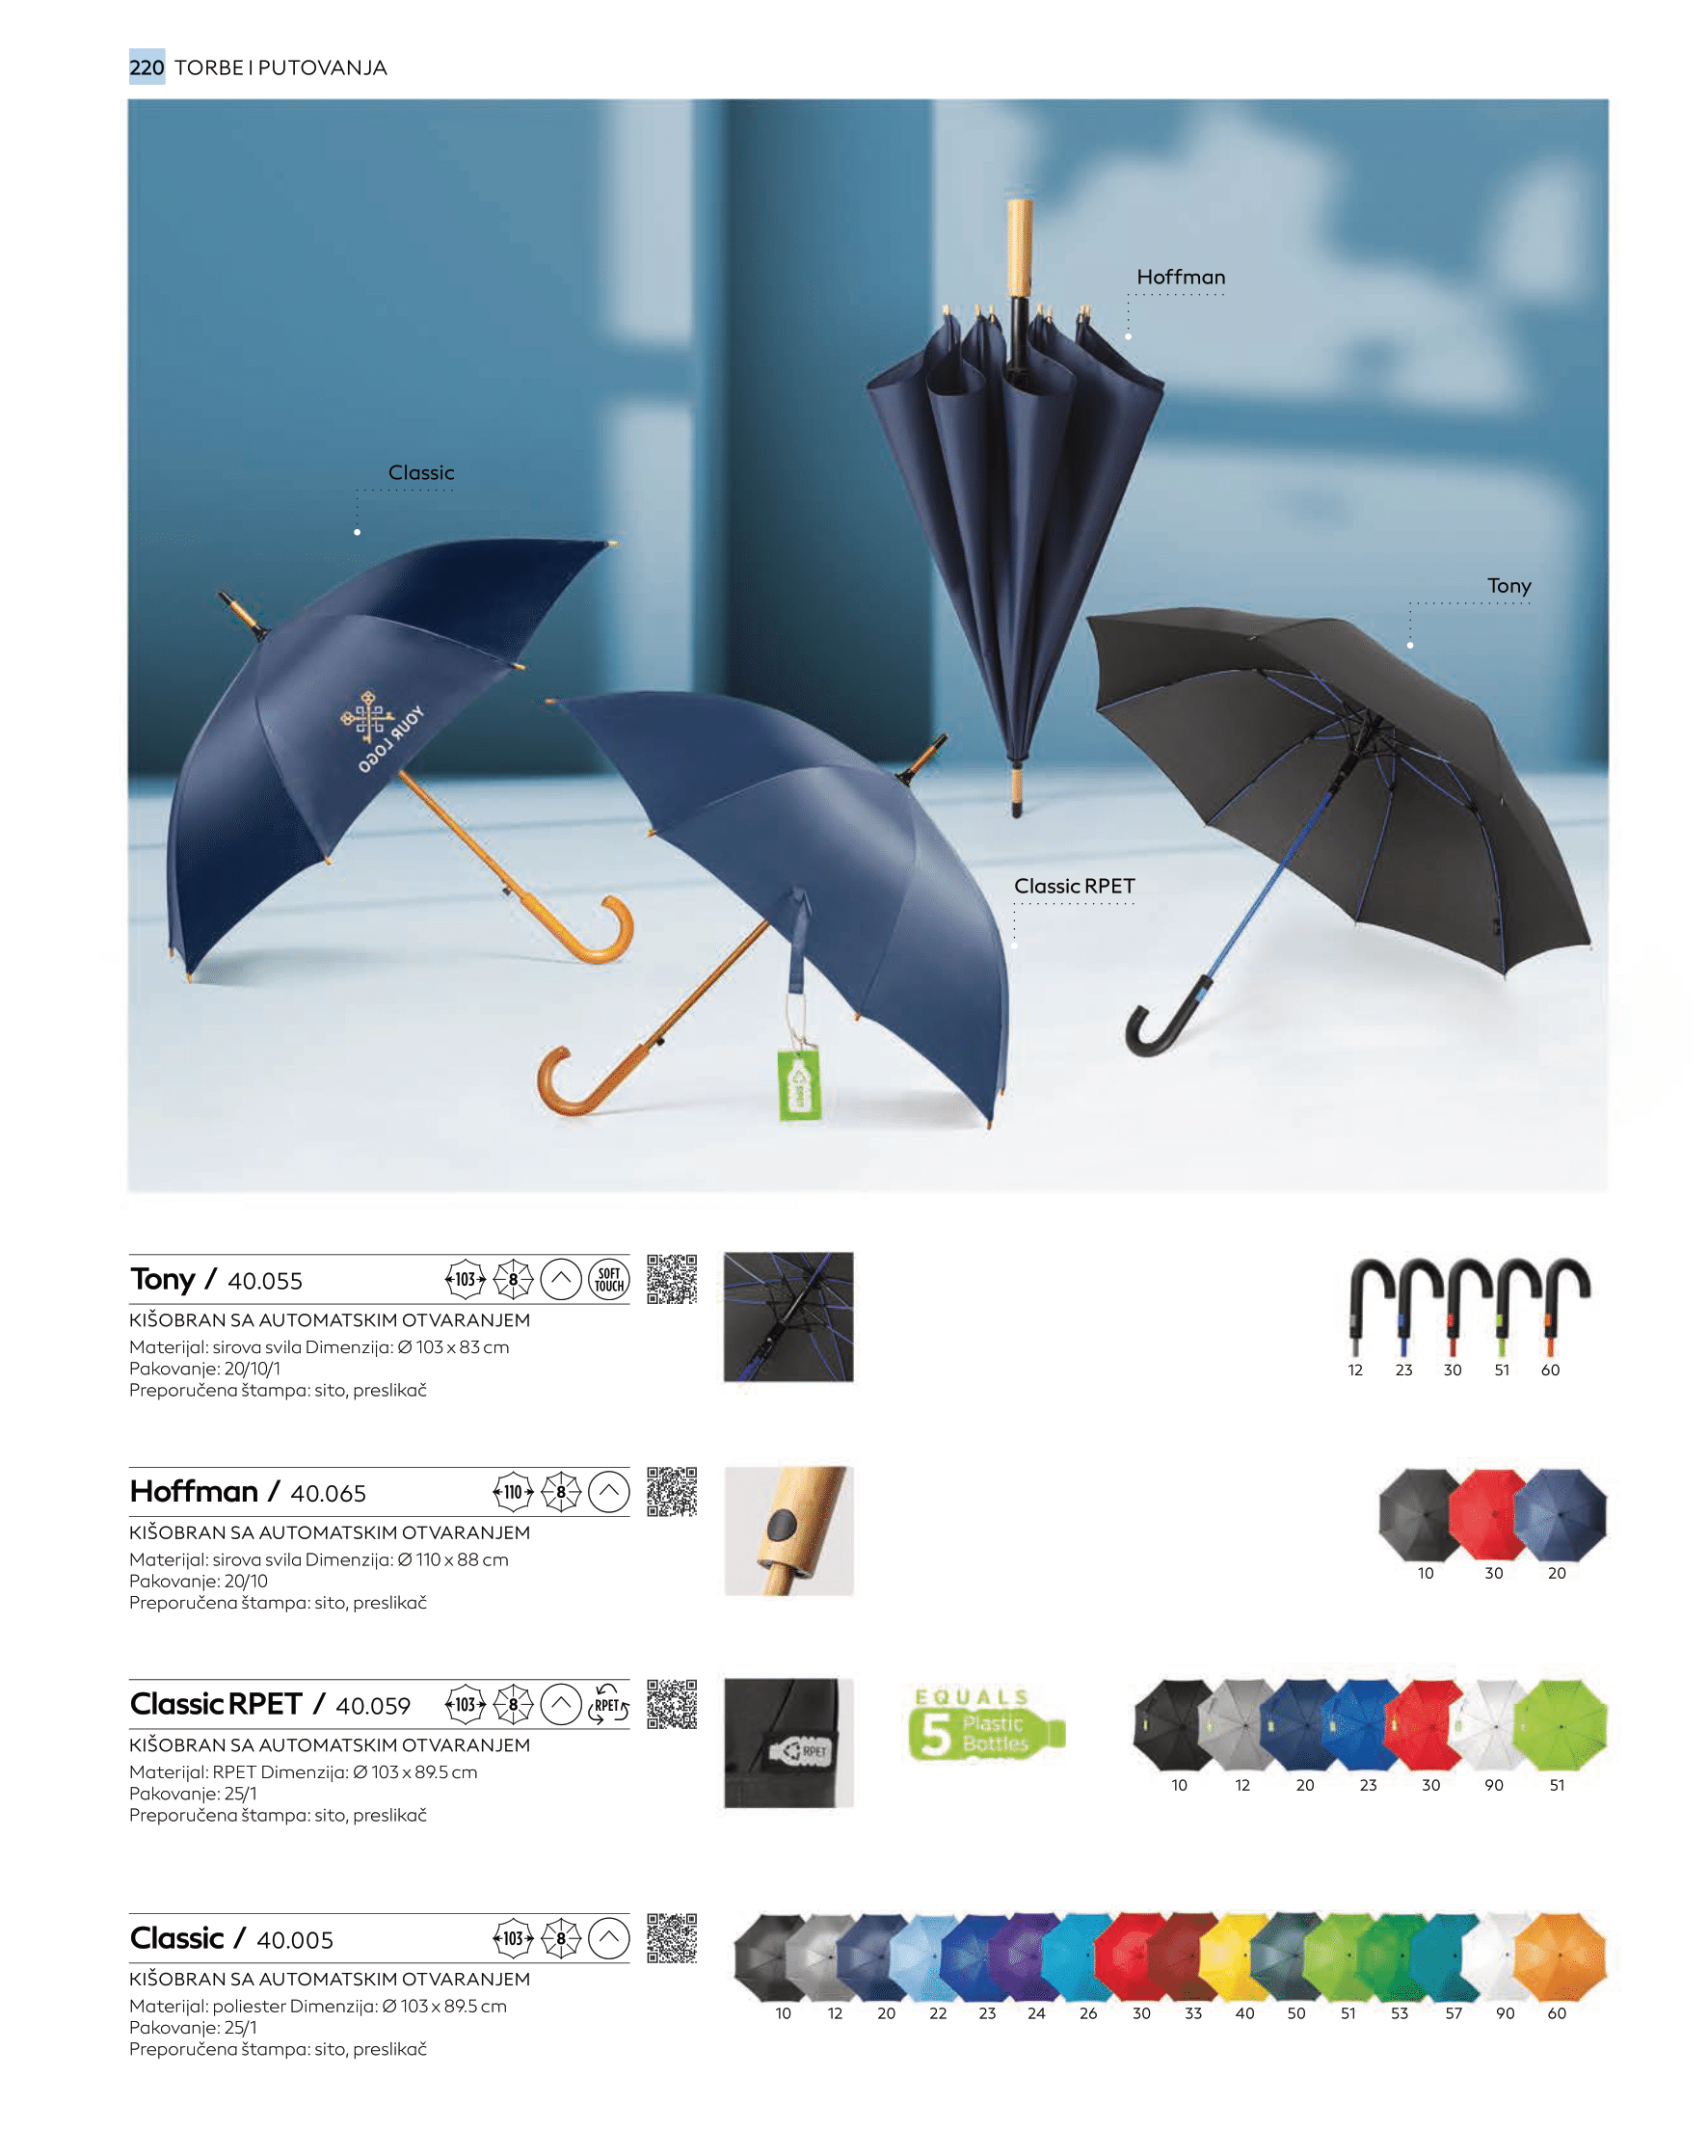 220 TORBE I PUTOVANJA
Hoffman
Classic
Tony
YOUR LOGO
Classic RPET
RPET
Tony / 40.055
103 8 SOFT TOUCH
KIŠOBRAN SA AUTOMATSKIM OTVARANJEM
Materijal: sirova svila Dimenzija: Ø 103 x 83 cm
Pakovanje: 20/10/1
Preporučena štampa: sito, preslikač
12 23 30 51 60
Hoffman / 40.065
110 8
KIŠOBRAN SA AUTOMATSKIM OTVARANJEM
Materijal: sirova svila Dimenzija: Ø 110 x 88 cm
Pakovanje: 20/10
Preporučena štampa: sito, preslikač
10 30 20
Classic RPET / 40.059
103 8 RPET
KIŠOBRAN SA AUTOMATSKIM OTVARANJEM
Materijal: RPET Dimenzija: Ø 103 x 89.5 cm
Pakovanje: 25/1
Preporučena štampa: sito, preslikač
RPET
EQUALS
5 Plastic
Bottles
10 12 20 23 30 90 51
Classic / 40.005
103 8
KIŠOBRAN SA AUTOMATSKIM OTVARANJEM
Materijal: poliester Dimenzija: Ø 103 x 89.5 cm
Pakovanje: 25/1
Preporučena štampa: sito, preslikač
10 12 20 22 23 24 26 30 33 40 50 51 53 57 90 60